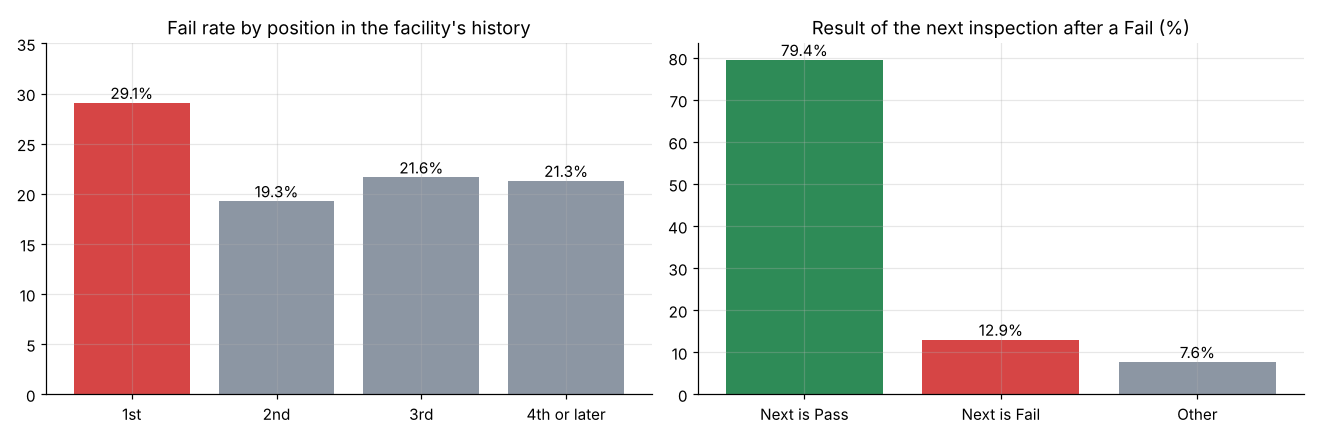 Fail rate by position in the facility's history
35
30
25
20
15
10
5
0
29.1%
19.3%
21.6%
21.3%
1st
2nd
3rd
4th or later
Result of the next inspection after a Fail (%)
80
70
60
50
40
30
20
10
0
79.4%
12.9%
7.6%
Next is Pass
Next is Fail
Other